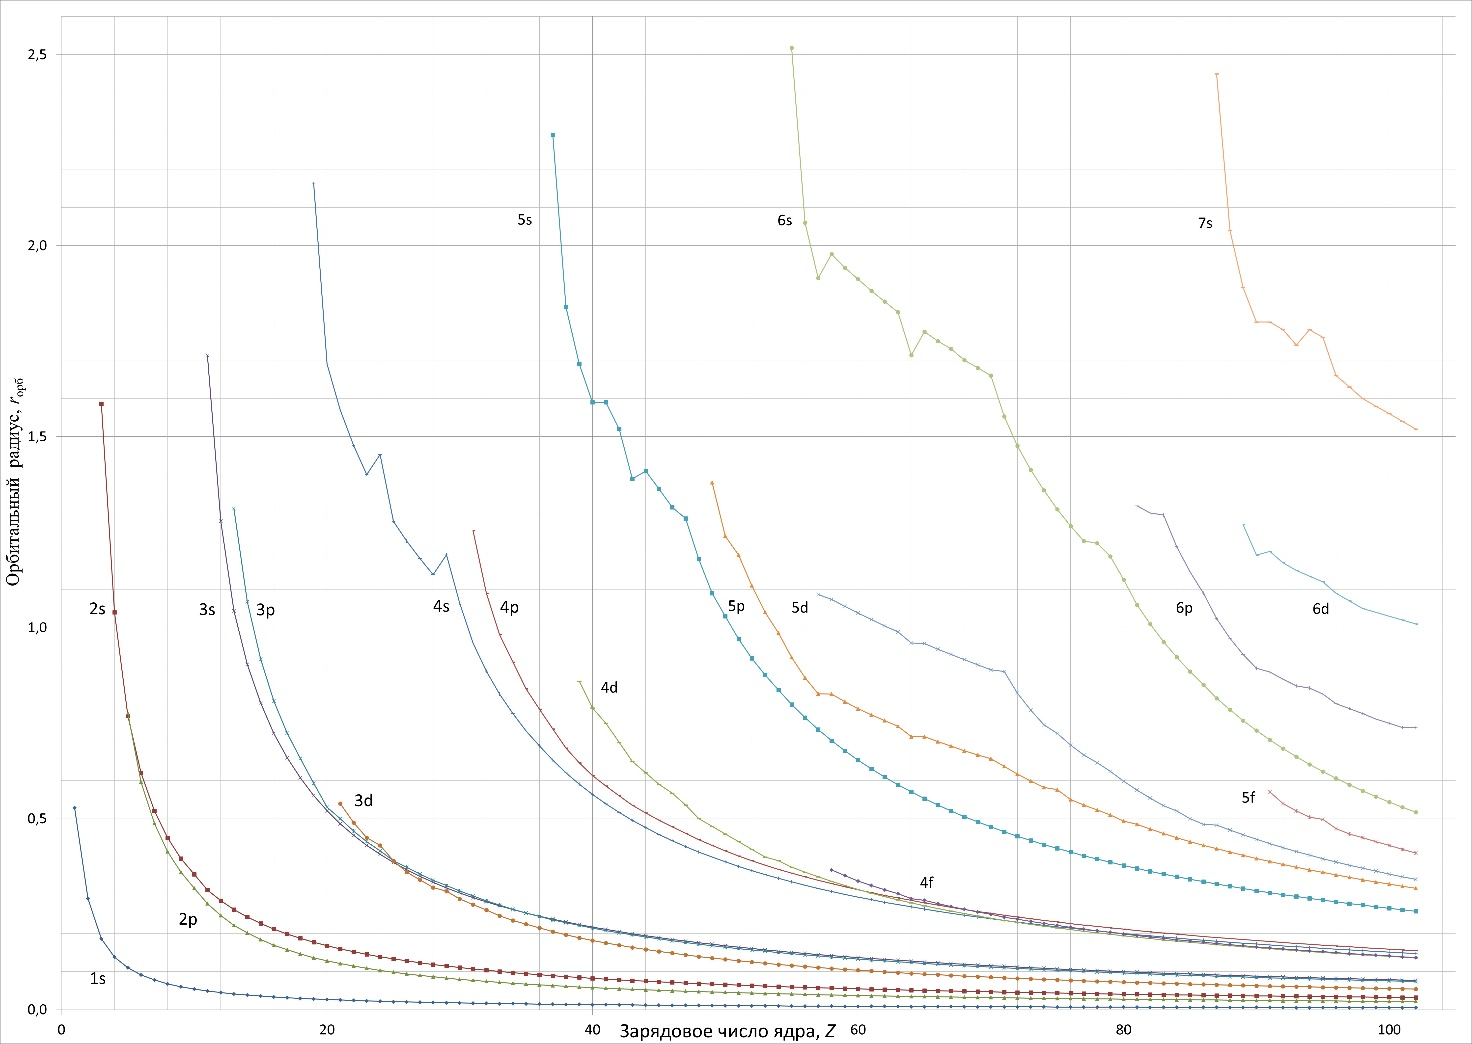 2,5
5s
6s
7s
2,0
1,5
Орбитальный радиус, rорб
2s
3s
3p
4s
4p
5p
5d
6p
6d
1,0
4d
3d
5f
0,5
4f
2p
1s
0,0
0
20
40
60
80
100
Зарядовое число ядра, Z